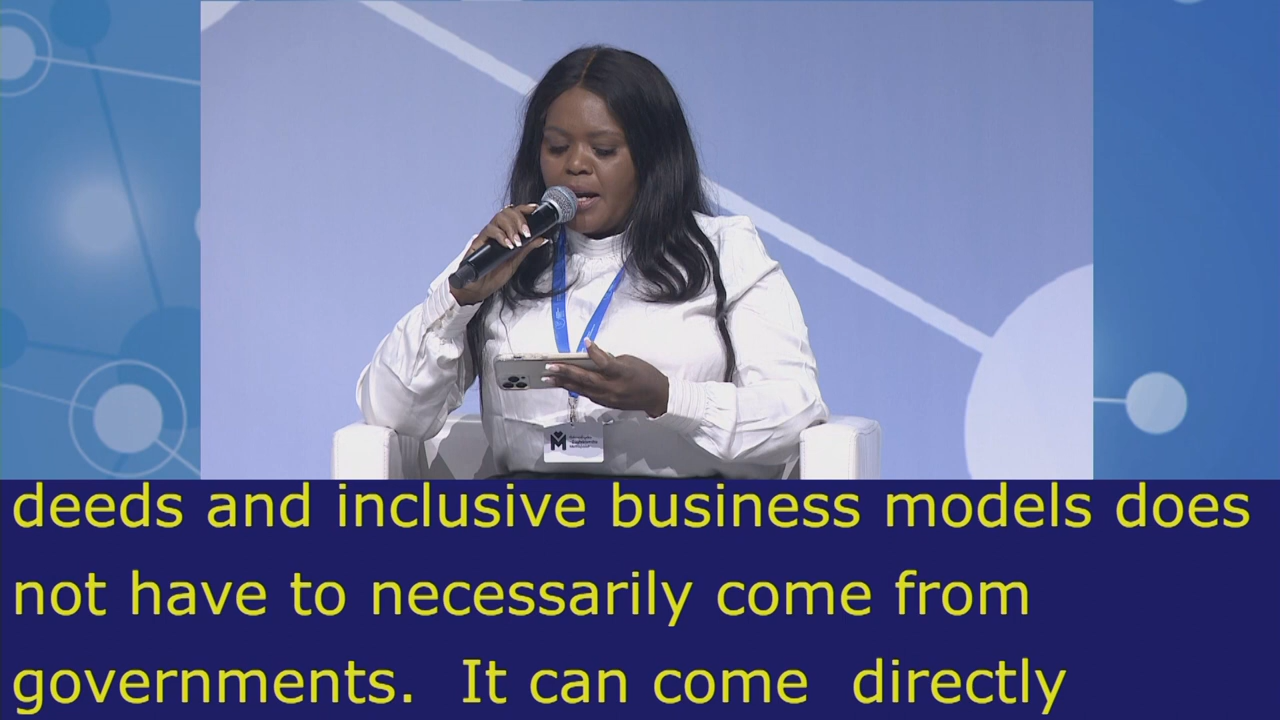 deeds and inclusive business models does
not have to necessarily come from
governments.  It can come  directly